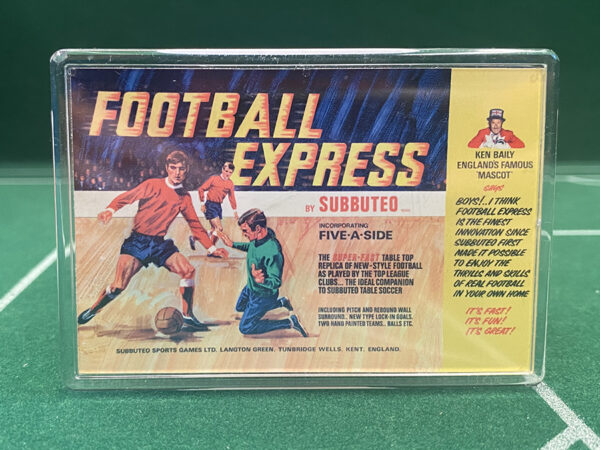 FOOTBALL
EXPRESS
BY SUBBUTEO
INCORPORATING
FIVE-A-SIDE
THE SUPER-FAST TABLE TOP
REPLICA OF NEW-STYLE FOOTBALL
AS PLAYED BY THE TOP LEAGUE
CLUBS... THE IDEAL COMPANION
TO SUBBUTEO TABLE SOCCER
INCLUDING PITCH AND REBOUND WALL
SURROUND.. NEW TYPE LOCK-IN GOALS.
TWO HAND PAINTED TEAMS.. BALLS ETC.
SUBBUTEO SPORTS GAMES LTD. LANGTON GREEN, TUNBRIDGE WELLS, KENT. ENGLAND.
KEN BAILY
ENGLAND'S FAMOUS
'MASCOT'
says
BOYS!..I THINK
FOOTBALL EXPRESS
IS THE FINEST
INNOVATION SINCE
SUBBUTEO FIRST
MADE IT POSSIBLE
TO ENJOY THE
THRILLS AND SKILLS
OF REAL FOOTBALL
IN YOUR OWN HOME
IT'S FAST!
IT'S FUN!
IT'S GREAT!